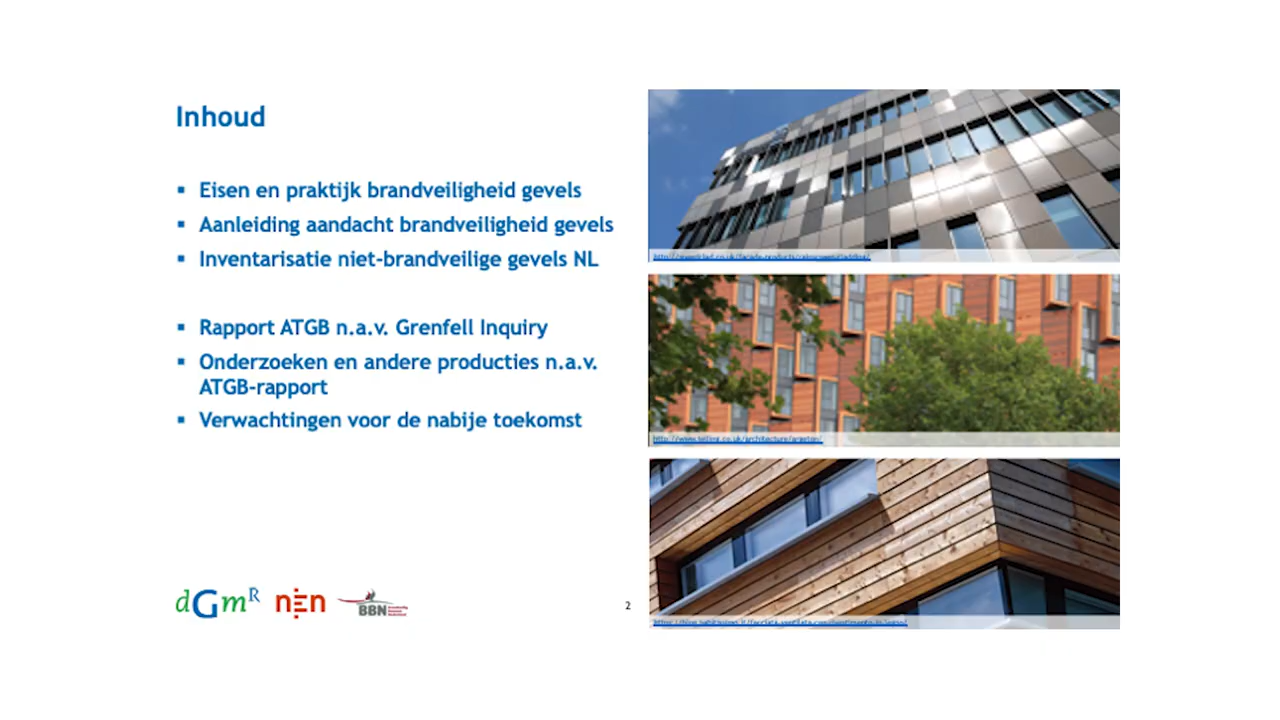 Inhoud
▪ Eisen en praktijk brandveiligheid gevels
▪ Aanleiding aandacht brandveiligheid gevels
▪ Inventarisatie niet-brandveilige gevels NL
▪ Rapport ATGB n.a.v. Grenfell Inquiry
▪ Onderzoeken en andere producties n.a.v.
ATGB-rapport
▪ Verwachtingen voor de nabije toekomst
dGmR
nen
BBN
2